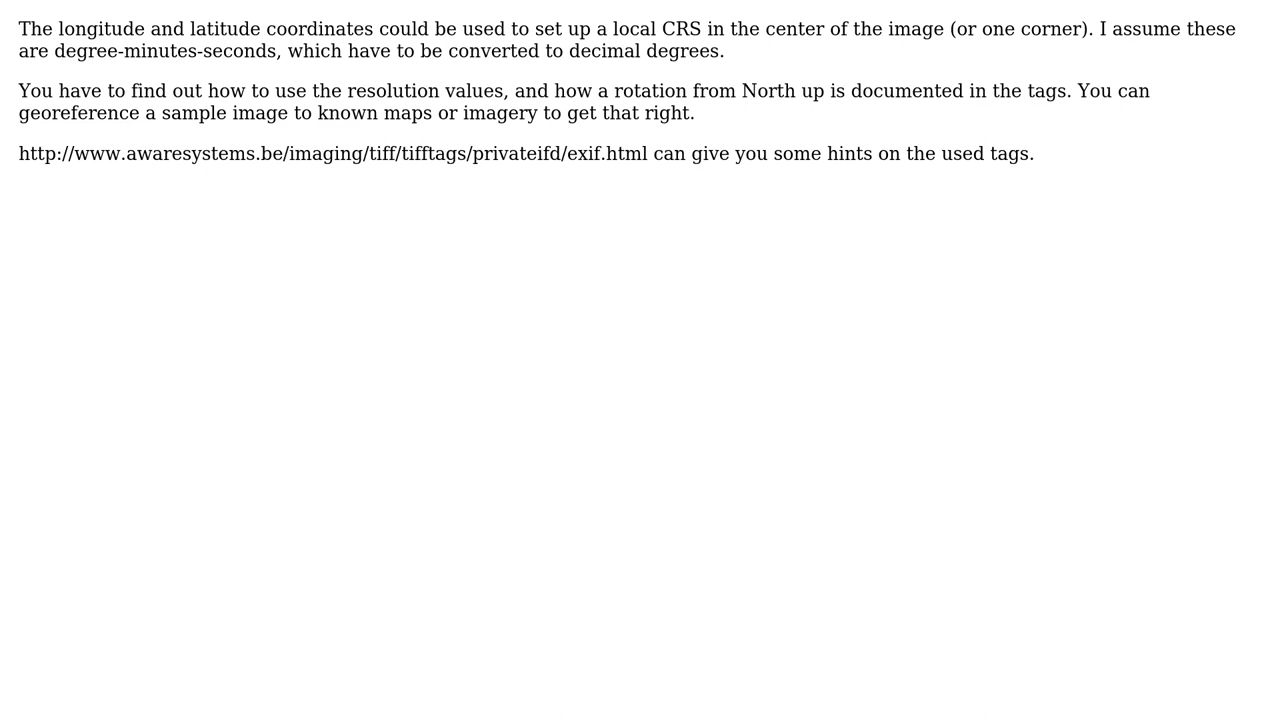 The longitude and latitude coordinates could be used to set up a local CRS in the center of the image (or one corner). I assume these
are degree-minutes-seconds, which have to be converted to decimal degrees.
You have to find out how to use the resolution values, and how a rotation from North up is documented in the tags. You can
georeference a sample image to known maps or imagery to get that right.
http://www.awaresystems.be/imaging/tiff/tifftags/privateifd/exif.html can give you some hints on the used tags.